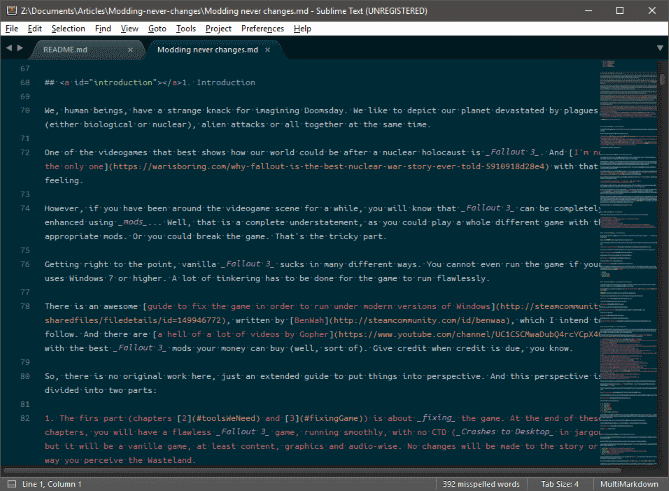 Z:\Documents\Articles\Modding-never-changes\Modding never changes.md - Sublime Text (UNREGISTERED)
File Edit Selection Find View Goto Tools Project Preferences Help
README.md × Modding never changes.md ×
67
68 ## <a id="introduction"></a>1. Introduction
69
70 We, human beings, have a strange knack for imagining Doomsday. We like to depict our planet devastated by plagues
(either biological or nuclear), alien attacks or all together at the same time.
71
72 One of the videogames that best shows how our world could be after a nuclear holocaust is _Fallout 3_. And [I'm no
the only one](https://warisboring.com/why-fallout-is-the-best-nuclear-war-story-ever-told-5910918d28e4) with that
feeling.
73
74 However, if you have been around the videogame scene for a while, you will know that _Fallout 3_ can be completely
enhanced using _mods_... Well, that is a complete understatement, as you could play a whole different game with th
appropriate mods. Or you could break the game. That's the tricky part.
75
76 Getting right to the point, vanilla _Fallout 3_ sucks in many different ways. You cannot even run the game if your
uses Windows 7 or higher. A lot of tinkering has to be done for the game to run flawlessly.
77
78 There is an awesome [guide to fix the game in order to run under modern versions of Windows](http://steamcommunity
sharedfiles/filedetails/id=149946772), written by [BenWah](http://steamcommunity.com/id/benwaa), which I intend to
follow. And there are [a hell of a lot of videos by Gopher](https://www.youtube.com/channel/UC1CSCMwaDubQ4rcYCpX4
with the best _Fallout 3_ mods your money can buy (well, sort of). Give credit when credit is due, you know.
79
80 So, there is no original work here, just an extended guide to put things into perspective. And this perspective is
divided into two parts:
81
82 1. The firs part (chapters [2](#toolsWeNeed) and [3](#fixingGame)) is about _fixing_ the game. At the end of these
chapters, you will have a flawless _Fallout 3_ game, running smoothly, with no CTD (_Crashes to Desktop_ in jargon
but it will be a vanilla game, at least content, graphics and audio-wise. No changes will be made to the story or
way you perceive the Wasteland.
Line 1, Column 1 392 misspelled words Tab Size: 4 MultiMarkdown